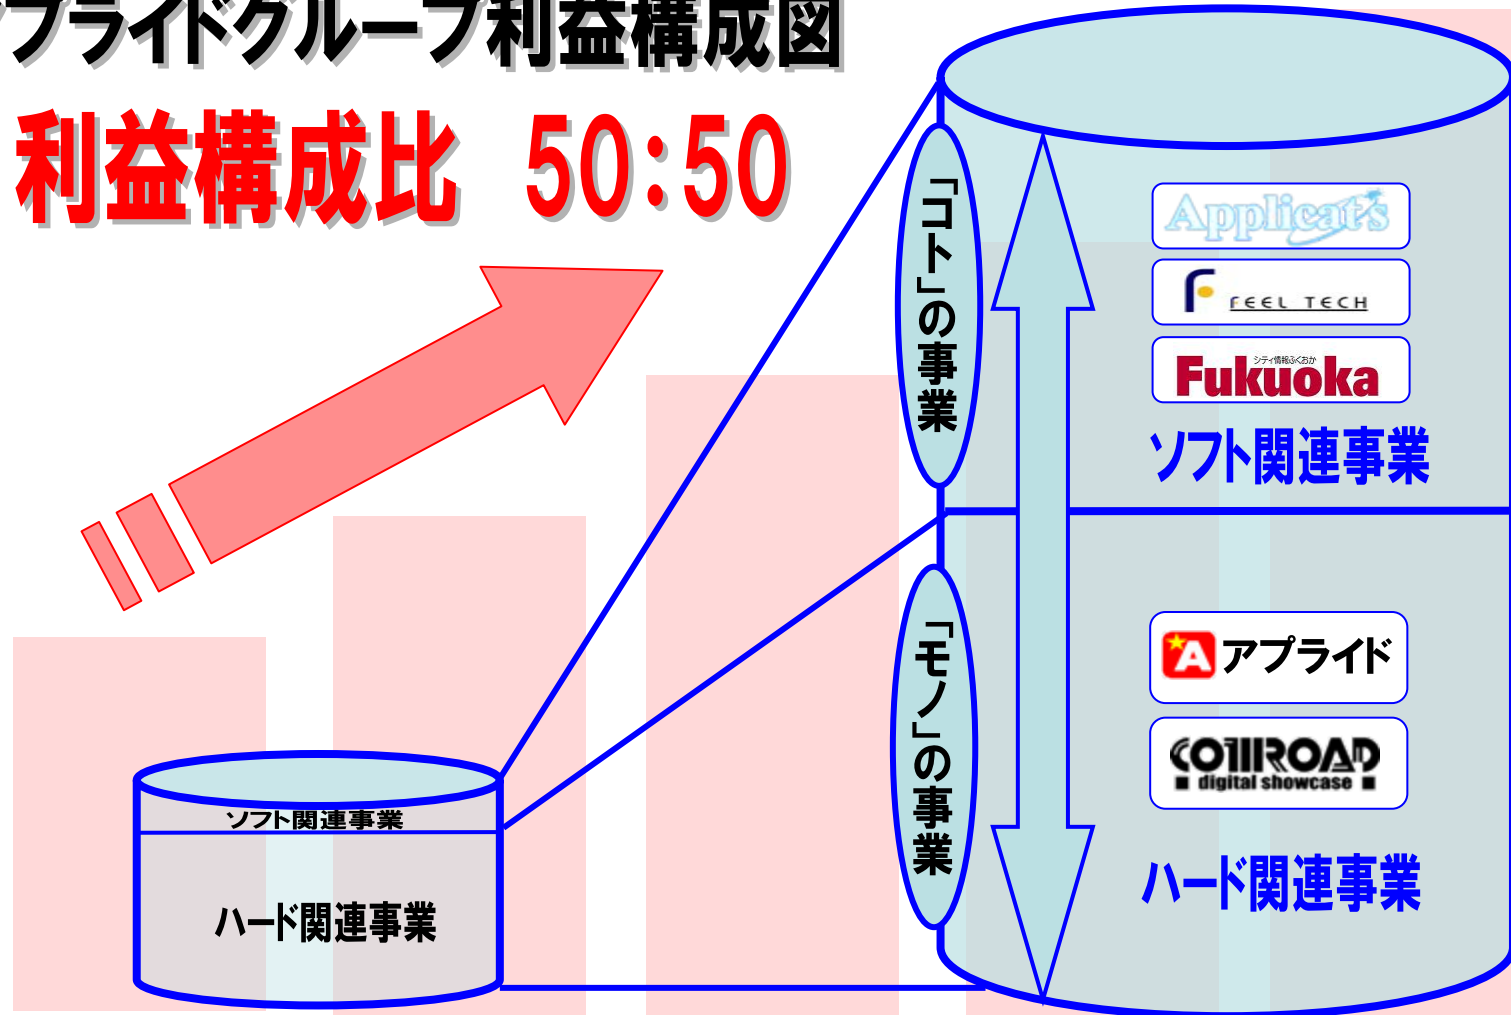 アプライドグループ利益構成図
利益構成比 50:50
「コト」の事業
Applicat's
F FEEL TECH
シティ情報ふくおか
Fukuoka
ソフト関連事業
「モノ」の事業
A アプライド
COMROAD
digital showcase
ハード関連事業
ソフト関連事業
ハード関連事業